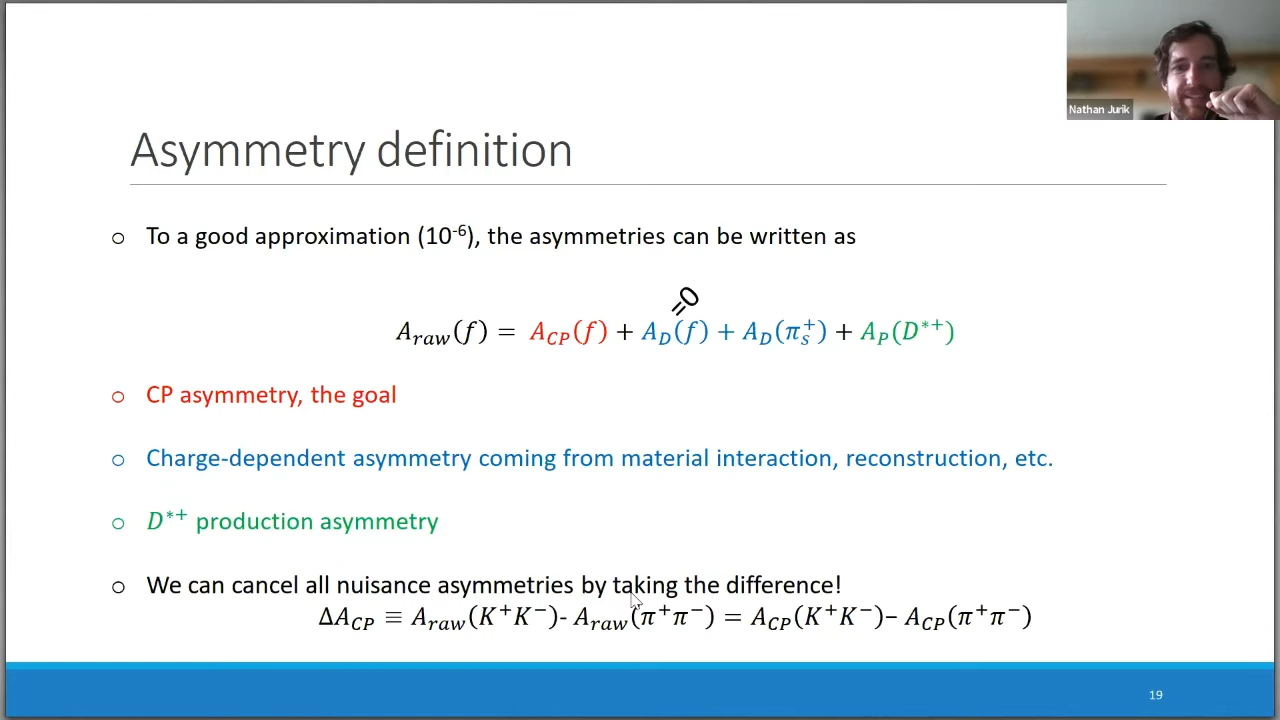 Nathan Jurik
Asymmetry definition
To a good approximation (10⁻⁶), the asymmetries can be written as
=0
A_raw(f) = A_CP(f) + A_D(f) + A_D(π_s⁺) + A_P(D*⁺)
CP asymmetry, the goal
Charge-dependent asymmetry coming from material interaction, reconstruction, etc.
D*⁺ production asymmetry
We can cancel all nuisance asymmetries by taking the difference!
ΔA_CP ≡ A_raw(K⁺K⁻)- A_raw(π⁺π⁻) = A_CP(K⁺K⁻)– A_CP(π⁺π⁻)
19